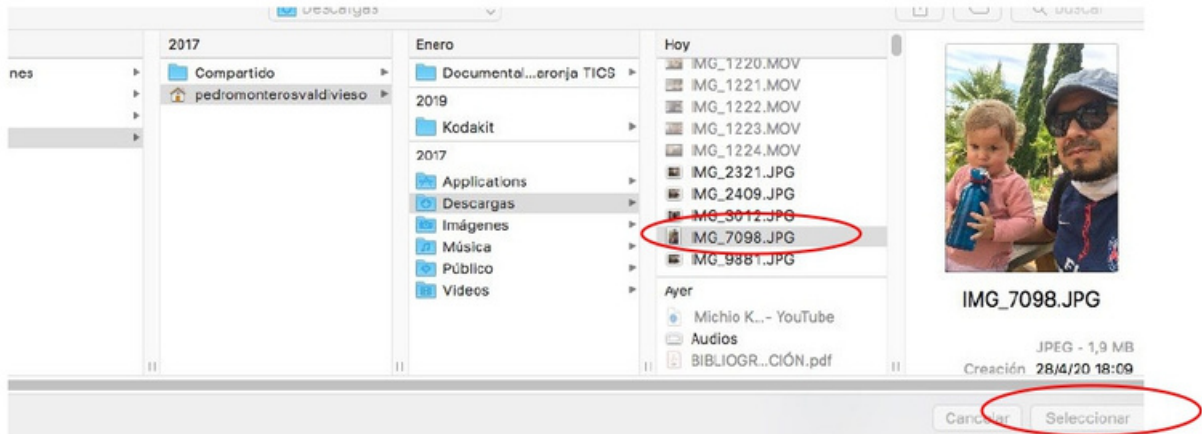 Descargas
Buscar
nes
2017
Compartido
pedromonterosvaldivieso
Enero
Documental...aronja TICS
2019
Kodakit
2017
Applications
Descargas
Imágenes
Música
Público
Videos
Hoy
IMG_1220.MOV
IMG_1221.MOV
IMG_1222.MOV
IMG_1223.MOV
IMG_1224.MOV
IMG_2321.JPG
IMG_2409.JPG
IMG_3012.JPG
IMG_7098.JPG
IMG_9881.JPG
Ayer
Michio K...- YouTube
Audios
BIBLIOGR...CIÓN.pdf
IMG_7098.JPG
JPEG - 1,9 MB
Creación 28/4/20 18:09
Cancelar
Seleccionar